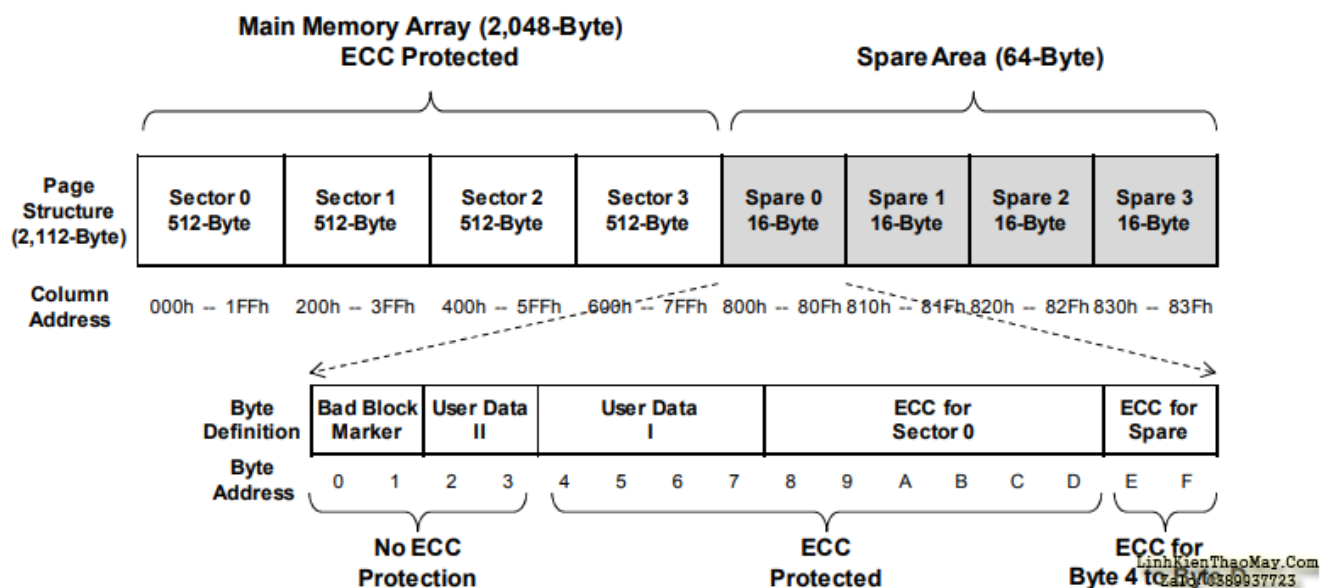 Main Memory Array (2,048-Byte)
ECC Protected
Spare Area (64-Byte)
Page
Structure
(2,112-Byte)
Sector 0
512-Byte
Sector 1
512-Byte
Sector 2
512-Byte
Sector 3
512-Byte
Spare 0
16-Byte
Spare 1
16-Byte
Spare 2
16-Byte
Spare 3
16-Byte
Column
Address
000h -- 1FFh
200h -- 3FFh
400h -- 5FFh
600h -- 7FFh
800h -- 80Fh
810h -- 81Fh
820h -- 82Fh
830h -- 83Fh
Byte
Definition
Bad Block
Marker
User Data
II
User Data
I
ECC for
Sector 0
ECC for
Spare
Byte
Address
0 1 2 3 4 5 6 7 8 9 A B C D E F
No ECC
Protection
ECC
Protected
ECC for
Byte 4 to Byte D
LinhKienThaoMay.Com
Zalo: 0389937723